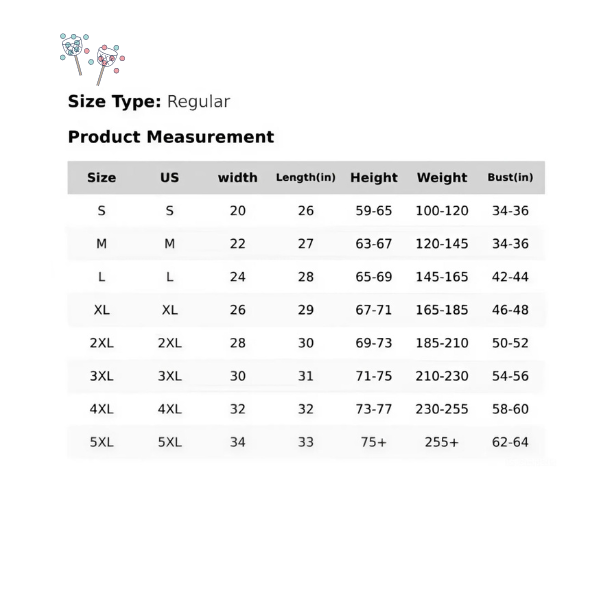 Size Type: Regular
Product Measurement
Size US width Length(in) Height Weight Bust(in)
S S 20 26 59-65 100-120 34-36
M M 22 27 63-67 120-145 34-36
L L 24 28 65-69 145-165 42-44
XL XL 26 29 67-71 165-185 46-48
2XL 2XL 28 30 69-73 185-210 50-52
3XL 3XL 30 31 71-75 210-230 54-56
4XL 4XL 32 32 73-77 230-255 58-60
5XL 5XL 34 33 75+ 255+ 62-64